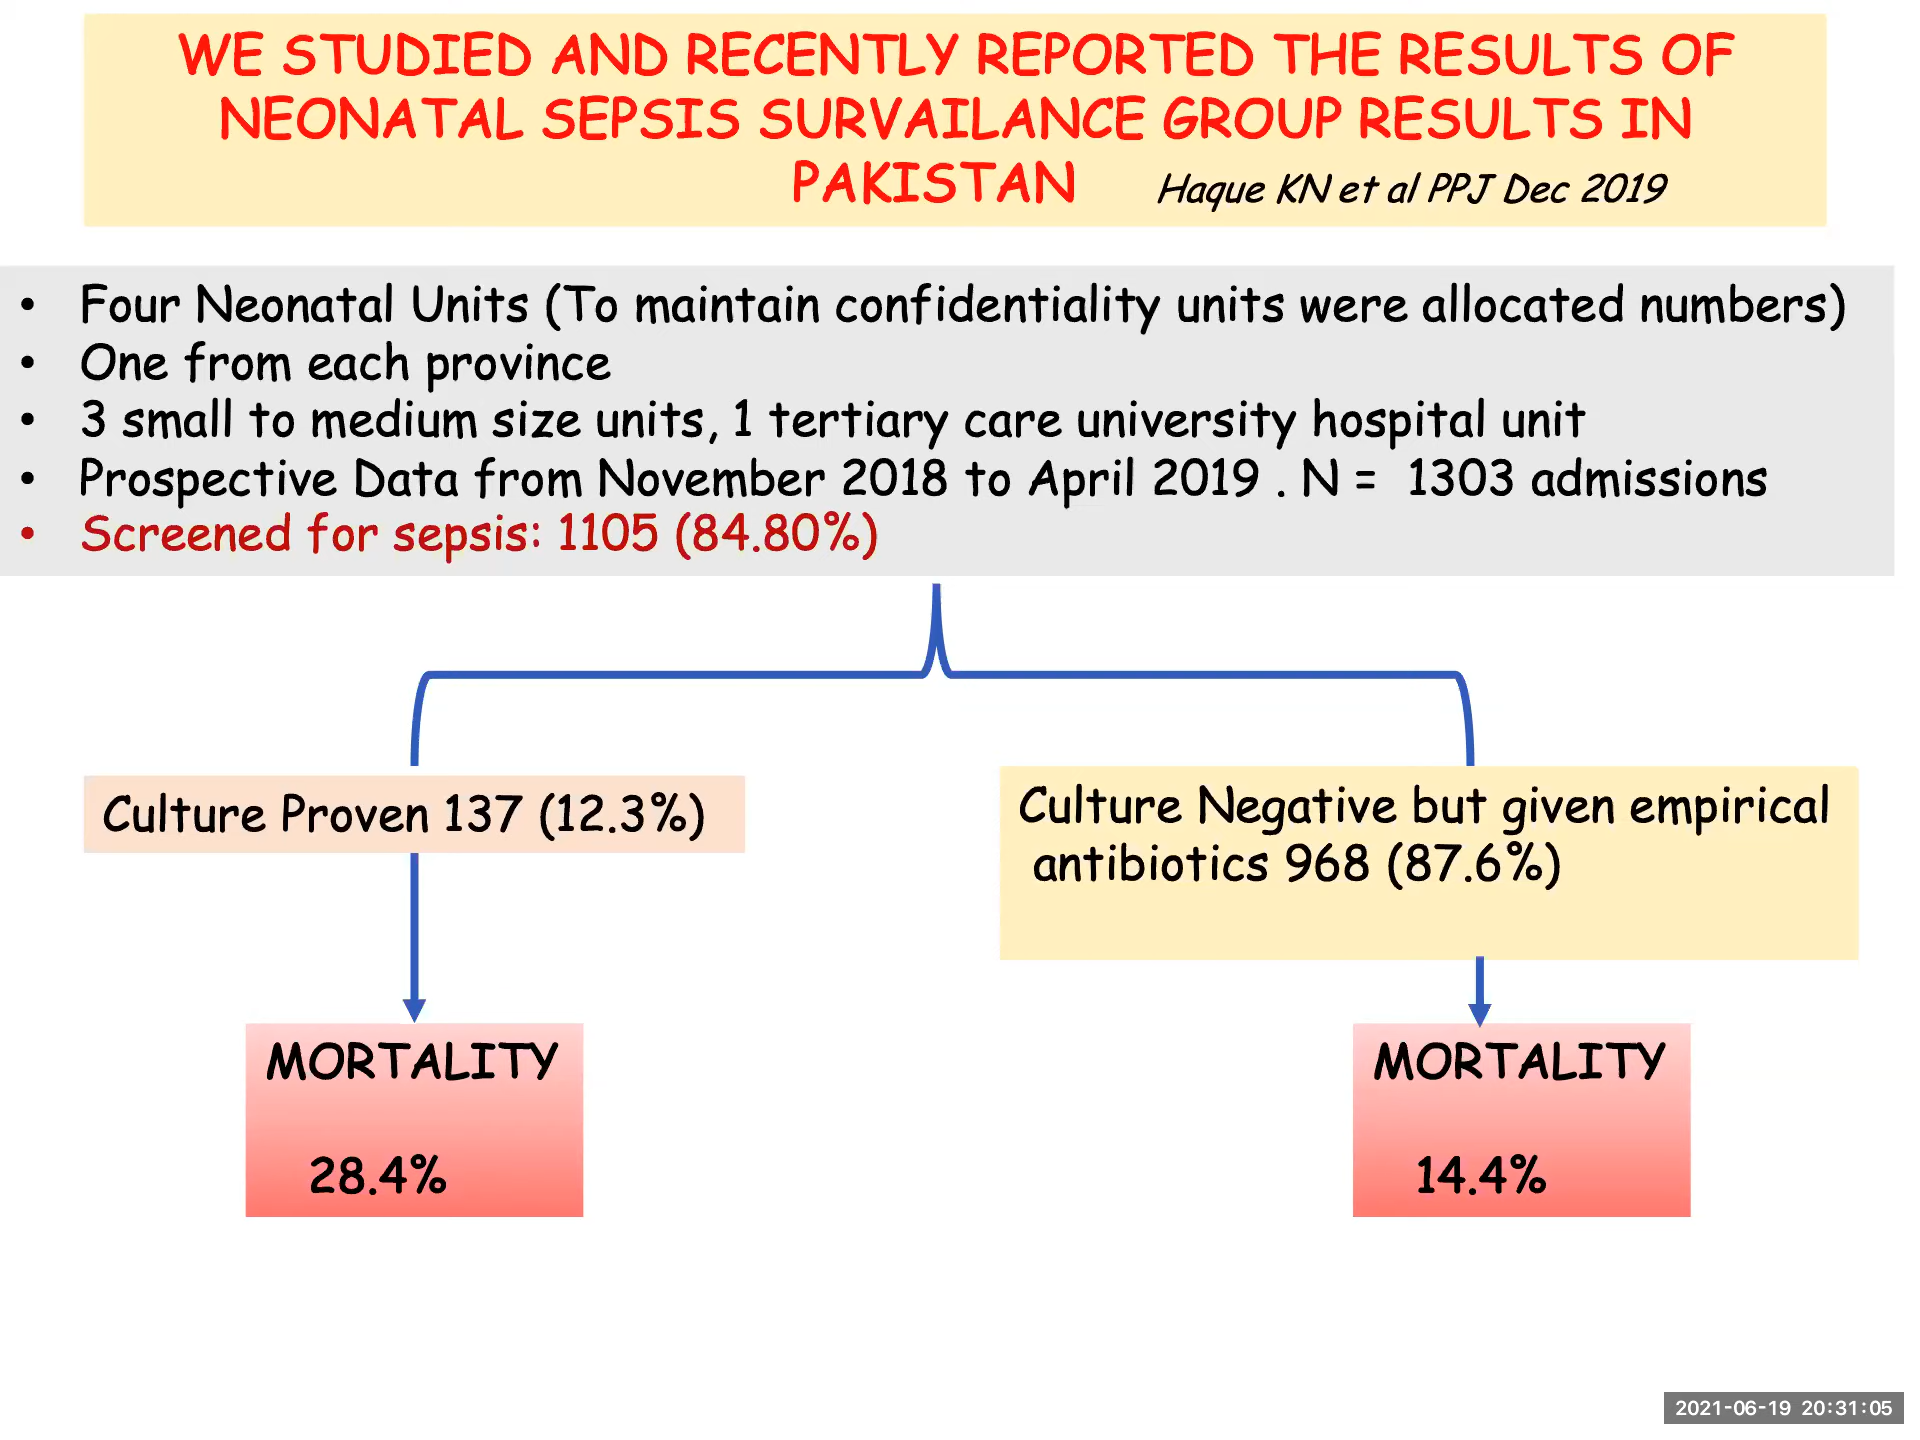 WE STUDIED AND RECENTLY REPORTED THE RESULTS OF
NEONATAL SEPSIS SURVAILANCE GROUP RESULTS IN
PAKISTAN Haque KN et al PPJ Dec 2019
• Four Neonatal Units (To maintain confidentiality units were allocated numbers)
• One from each province
• 3 small to medium size units, 1 tertiary care university hospital unit
• Prospective Data from November 2018 to April 2019 . N = 1303 admissions
• Screened for sepsis: 1105 (84.80%)
Culture Proven 137 (12.3%)
Culture Negative but given empirical
antibiotics 968 (87.6%)
MORTALITY
28.4%
MORTALITY
14.4%
2021-06-19 20:31:05